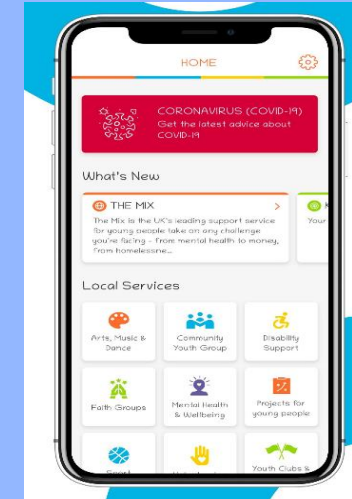 HOME
CORONAVIRUS (COVID-19)
Get the latest advice about
COVID-19
What's New
THE MIX
The Mix is the UK's leading support service
for young people take on any challenge
you're facing - from mental health to money,
from homelessne...
Your
Local Services
Arts, Music &
Dance
Community
Youth Group
Disability
Support
Faith Groups
Mental Health
& Wellbeing
Projects for
young people
Sport
Youth Clubs &